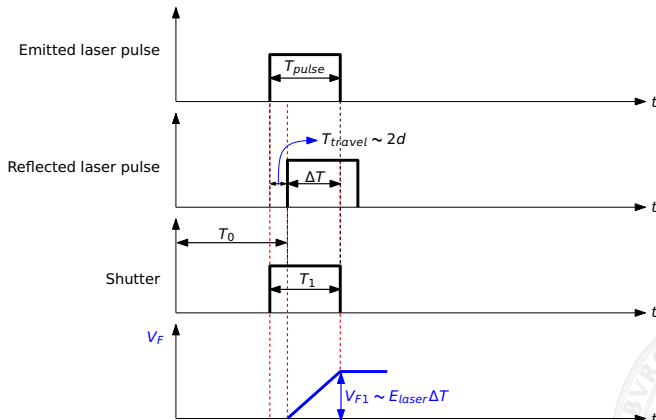 Emitted laser pulse
T_pulse
t
T_travel ~ 2d
Reflected laser pulse
ΔT
t
T_0
Shutter
T_1
t
V_F
V_F1 ~ E_laser ΔT
t